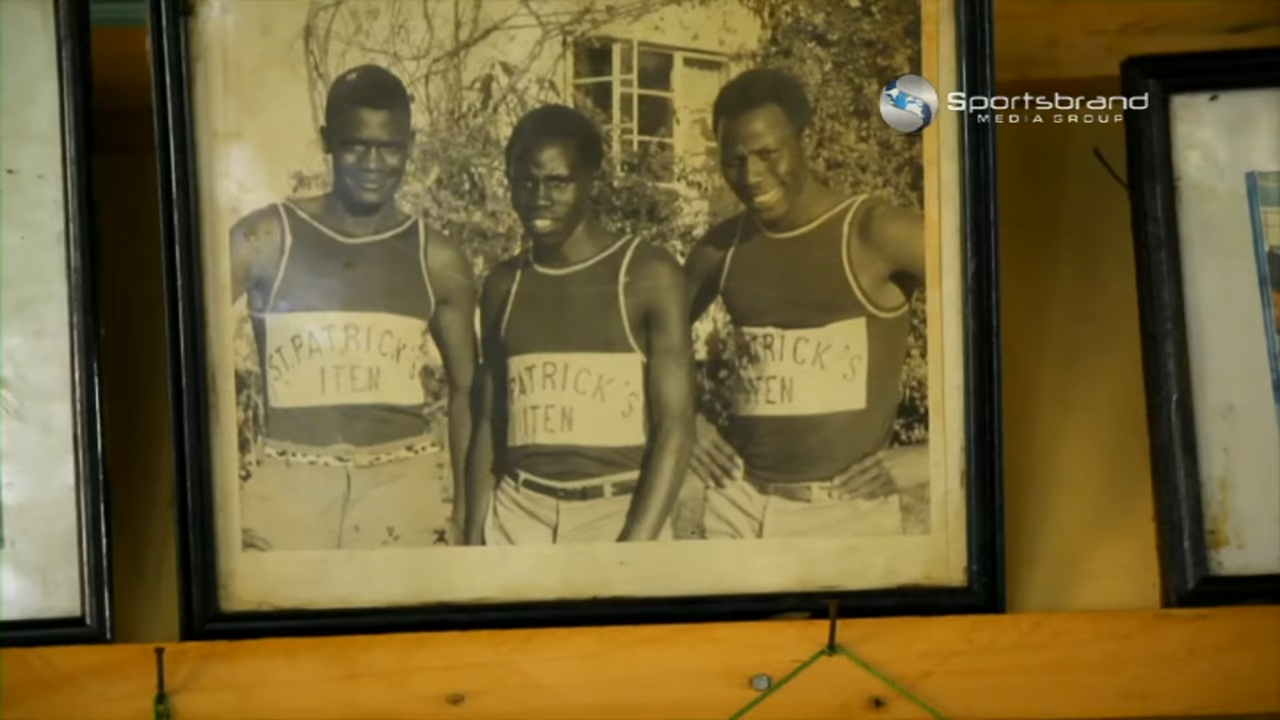 Sportsbrand
MEDIA GROUP
ST. PATRICK'S
ITEN
PATRICK'S
ITEN
TRICK'S
ITEN